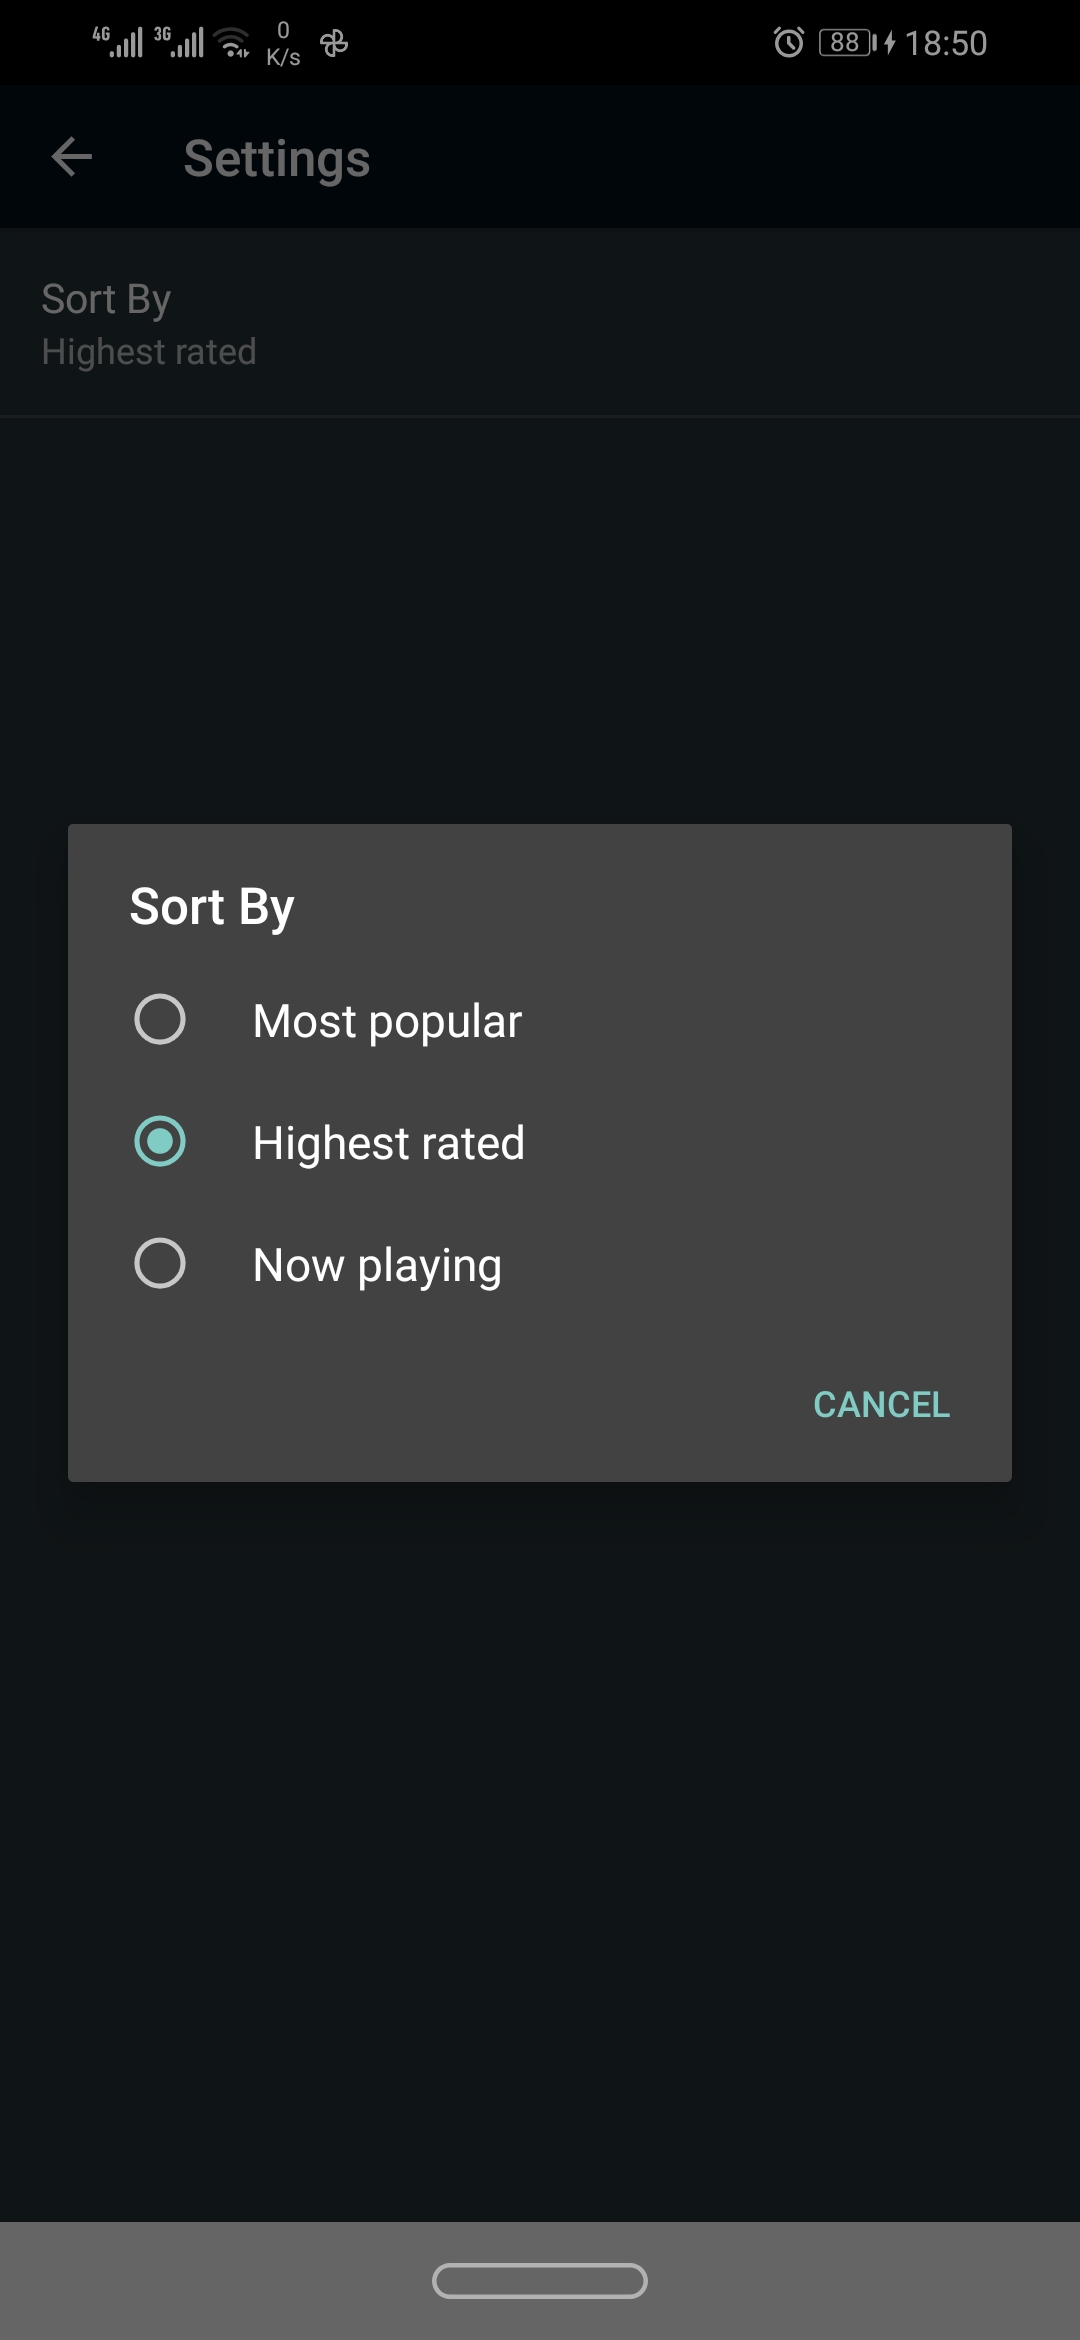 4G 3G 0 K/s 88 18:50
Settings
Sort By
Highest rated
Sort By
Most popular
Highest rated
Now playing
CANCEL